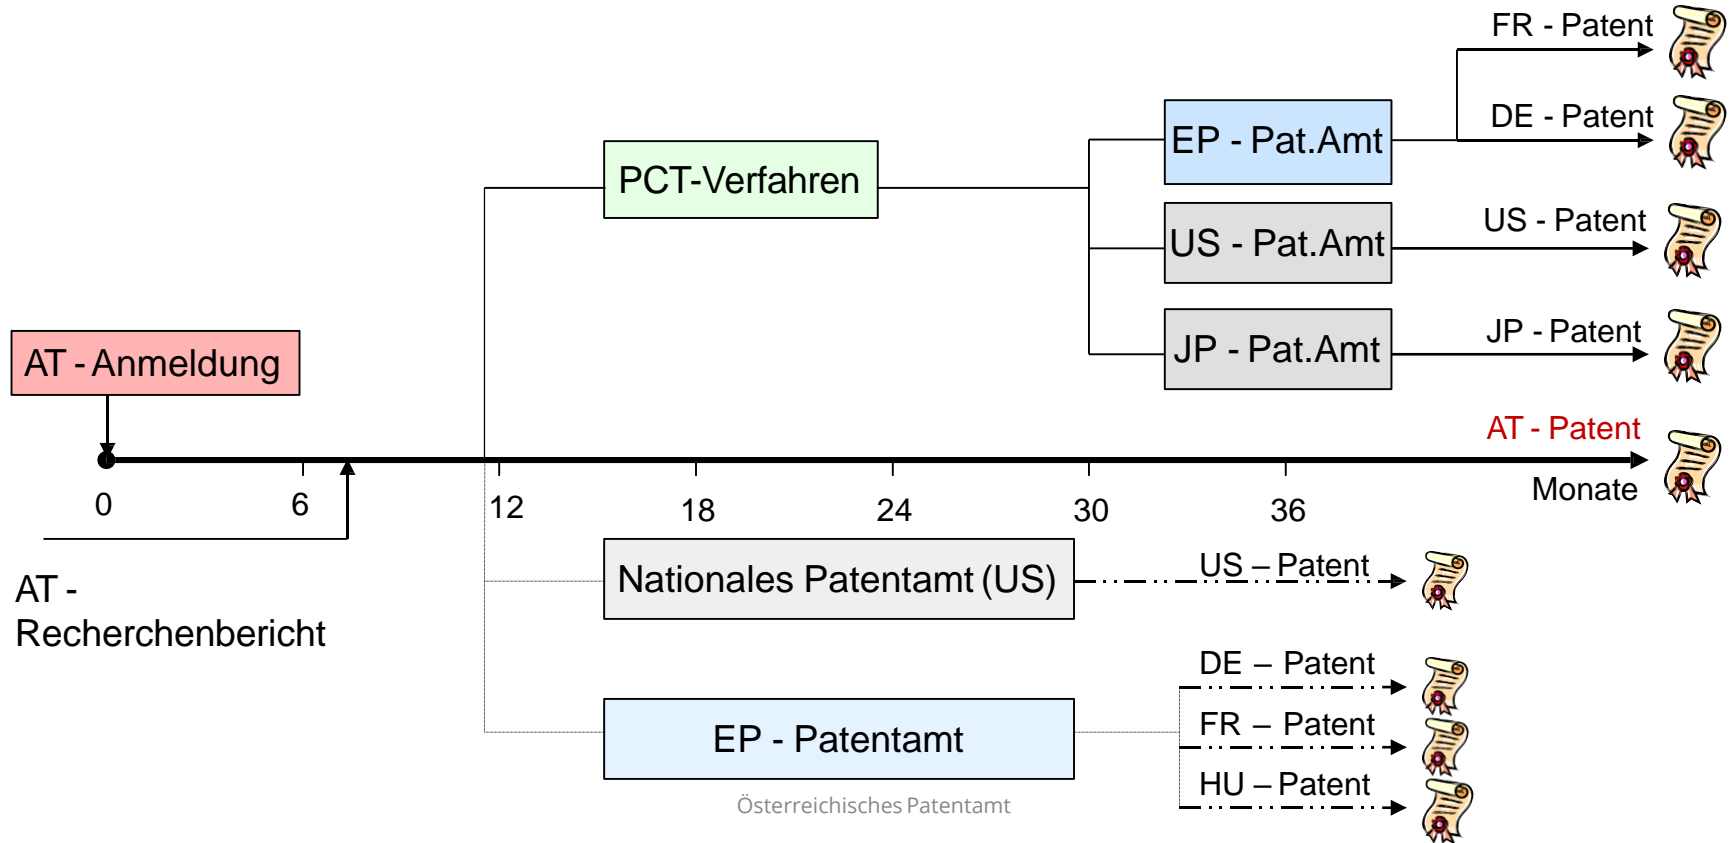 FR - Patent
EP - Pat.Amt
DE - Patent
PCT-Verfahren
US - Pat.Amt
US - Patent
AT - Anmeldung
JP - Pat.Amt
JP - Patent
AT - Patent
0 6 12 18 24 30 36 Monate
AT -
Recherchenbericht
Nationales Patentamt (US)
US – Patent
DE – Patent
EP - Patentamt
FR – Patent
HU – Patent
Österreichisches Patentamt